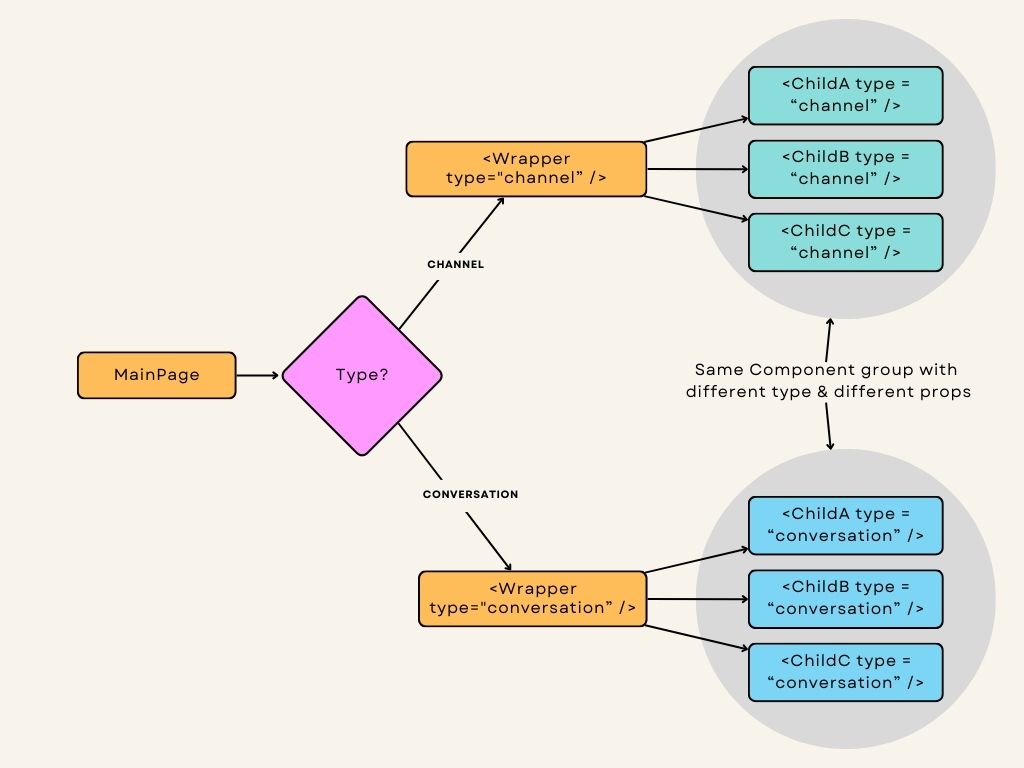 <ChildA type =
“channel” />
<Wrapper
type="channel” />
<ChildB type =
“channel” />
<ChildC type =
“channel” />
CHANNEL
MainPage
Type?
Same Component group with
different type & different props
CONVERSATION
<ChildA type =
“conversation” />
<Wrapper
type="conversation” />
<ChildB type =
“conversation” />
<ChildC type =
“conversation” />